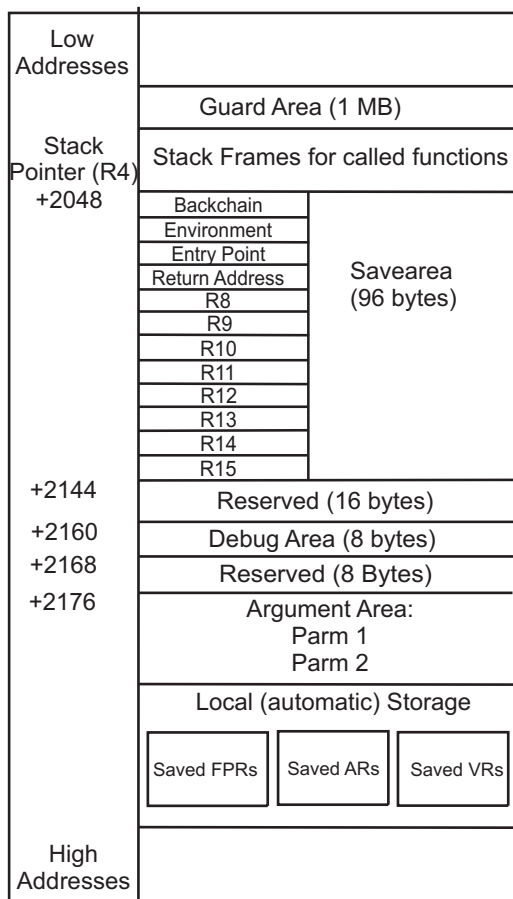 Low
Addresses
Guard Area (1 MB)
Stack
Pointer (R4)
+2048
Stack Frames for called functions
Backchain
Environment
Entry Point
Return Address
R8
R9
R10
R11
R12
R13
R14
R15
Savearea
(96 bytes)
+2144
Reserved (16 bytes)
+2160
Debug Area (8 bytes)
+2168
Reserved (8 Bytes)
+2176
Argument Area:
Parm 1
Parm 2
Local (automatic) Storage
Saved FPRs
Saved ARs
Saved VRs
High
Addresses